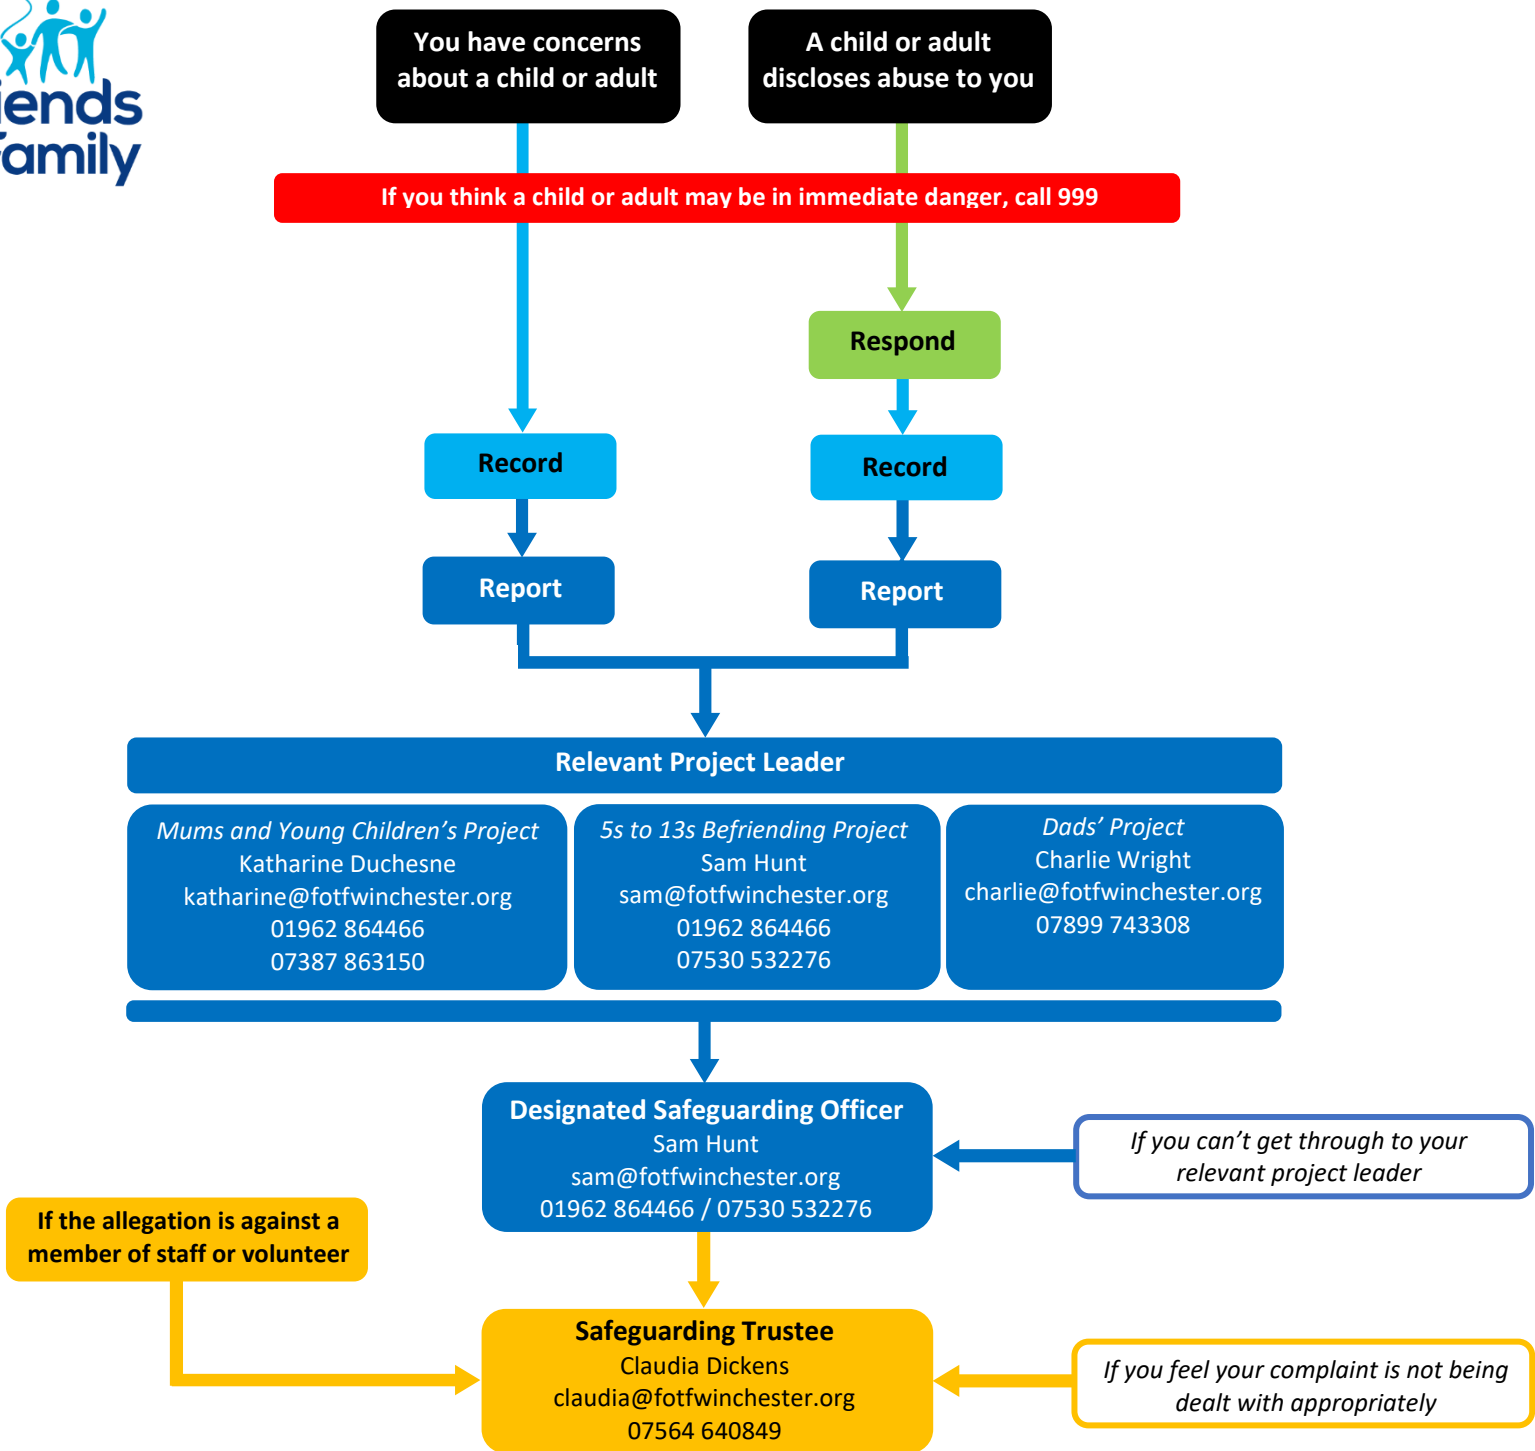 iends
Family
You have concerns
about a child or adult
A child or adult
discloses abuse to you
If you think a child or adult may be in immediate danger, call 999
Respond
Record
Record
Report
Report
Relevant Project Leader
Mums and Young Children’s Project
Katharine Duchesne
katharine@fotfwinchester.org
01962 864466
07387 863150
5s to 13s Befriending Project
Sam Hunt
sam@fotfwinchester.org
01962 864466
07530 532276
Dads’ Project
Charlie Wright
charlie@fotfwinchester.org
07899 743308
Designated Safeguarding Officer
Sam Hunt
sam@fotfwinchester.org
01962 864466 / 07530 532276
If you can’t get through to your
relevant project leader
If the allegation is against a
member of staff or volunteer
Safeguarding Trustee
Claudia Dickens
claudia@fotfwinchester.org
07564 640849
If you feel your complaint is not being
dealt with appropriately